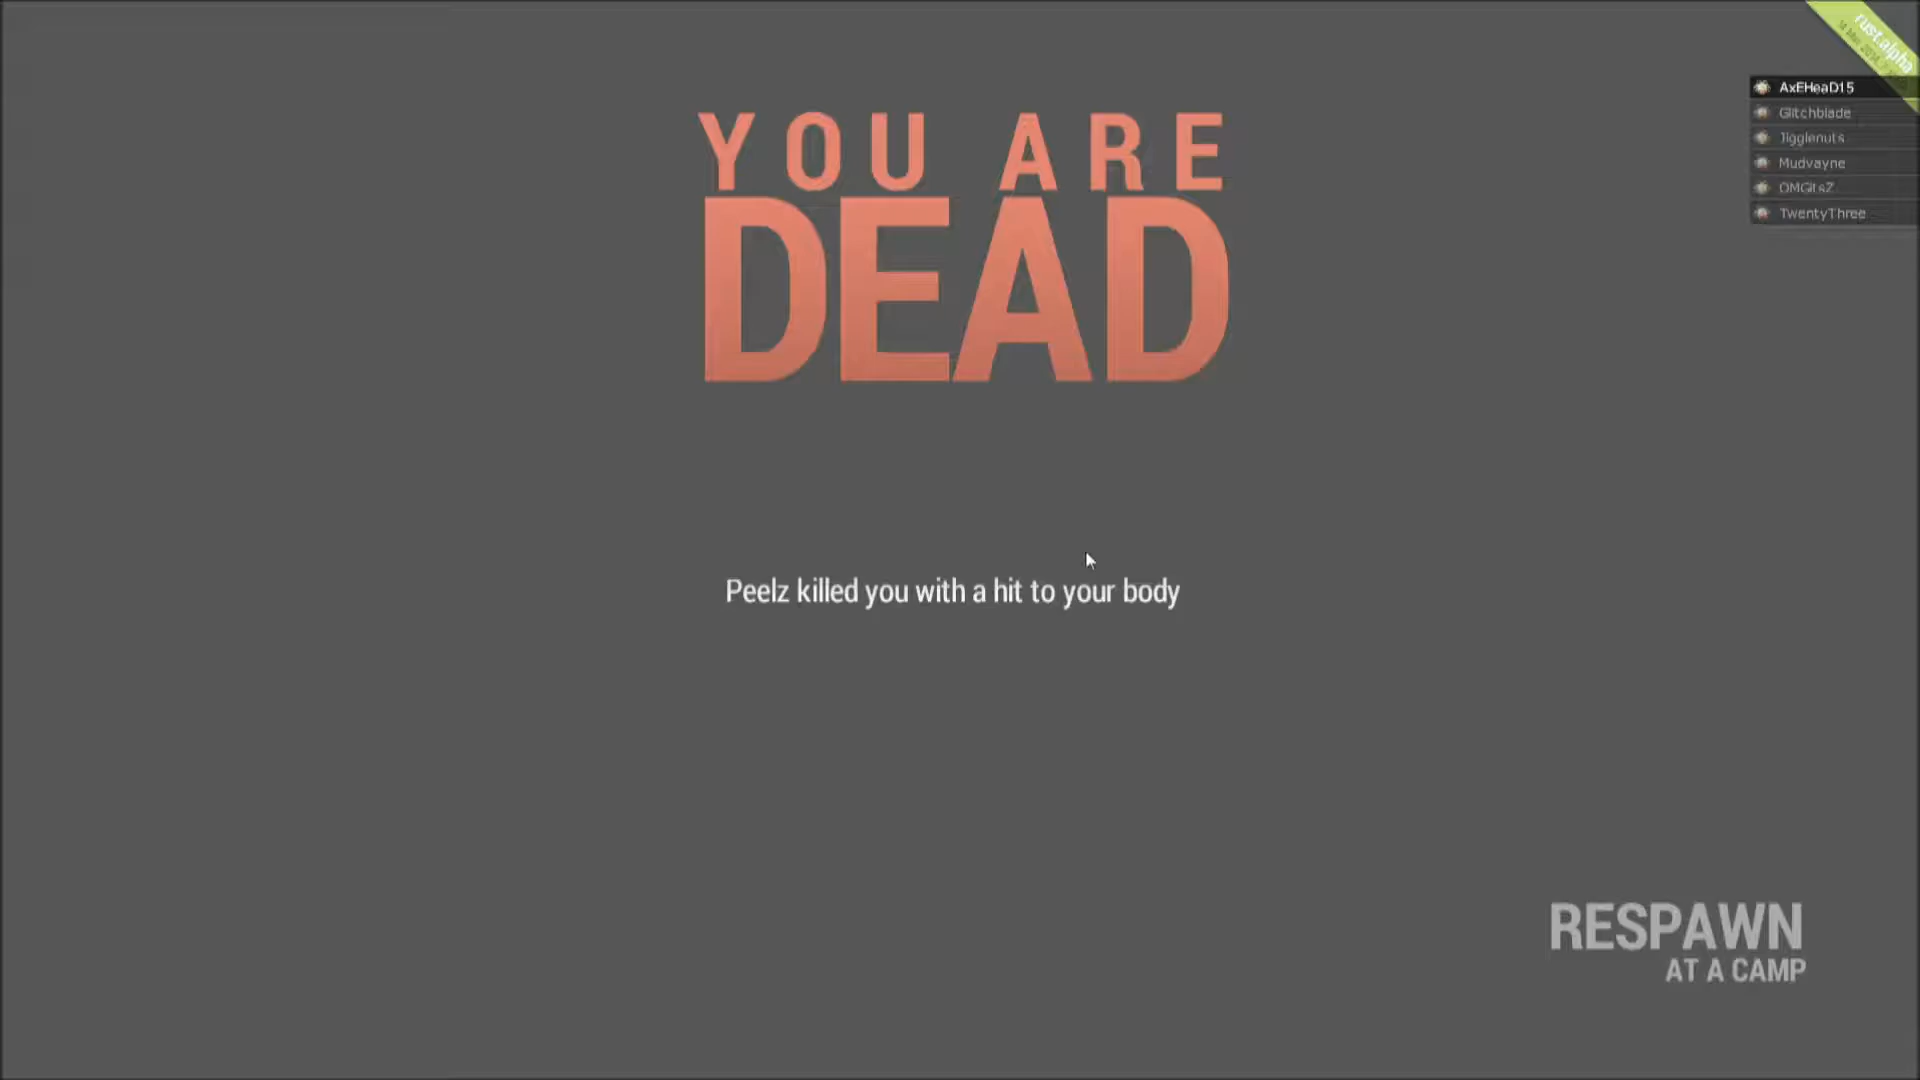 rust.alpha
AxEHeaD15
Glitchblade
Jigglenuts
Mudvayne
OMGitsZ
TwentyThree
YOU ARE
DEAD
Peelz killed you with a hit to your body
RESPAWN
AT A CAMP